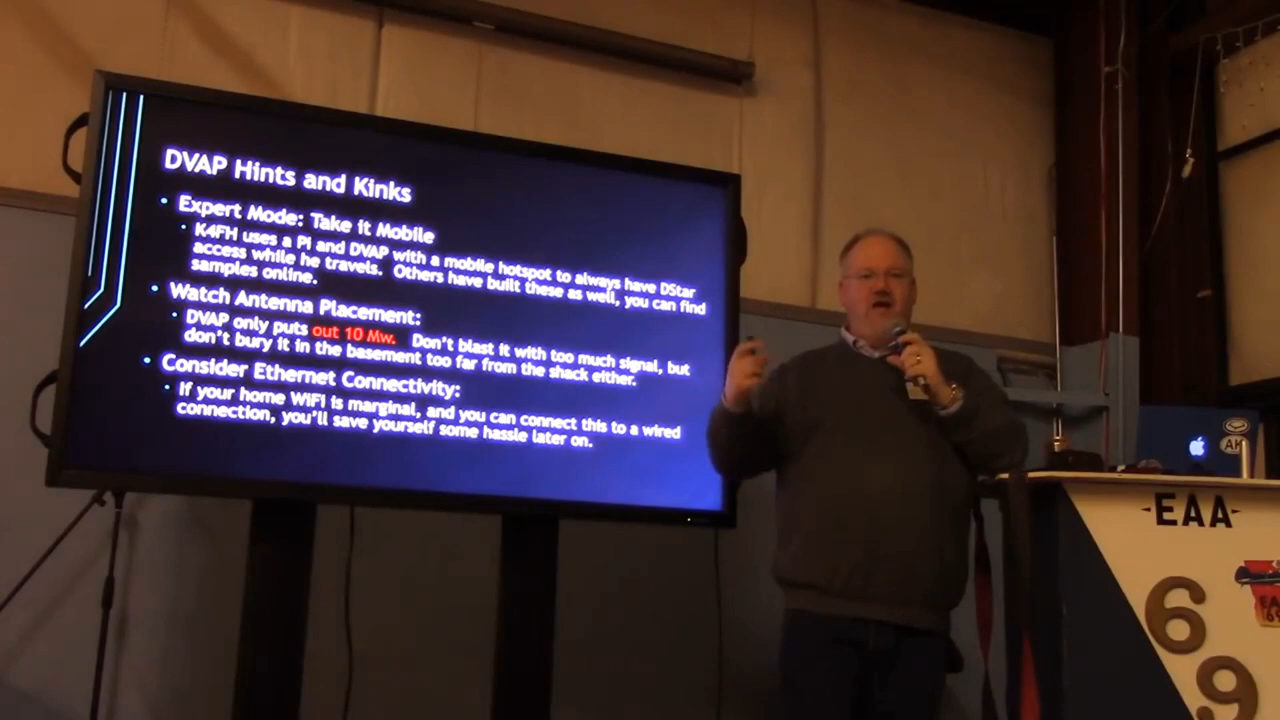 DVAP Hints and Kinks
• Expert Mode: Take it Mobile
• K4FH uses a Pi and DVAP with a mobile hotspot to always have DStar
access while he travels. Others have built these as well, you can find
samples online.
• Watch Antenna Placement:
• DVAP only puts out 10 Mw. Don't blast it with too much signal, but
don't bury it in the basement too far from the shack either.
• Consider Ethernet Connectivity:
• If your home WiFi is marginal, and you can connect this to a wired
connection, you'll save yourself some hassle later on.
AK
-EAA-
6
9